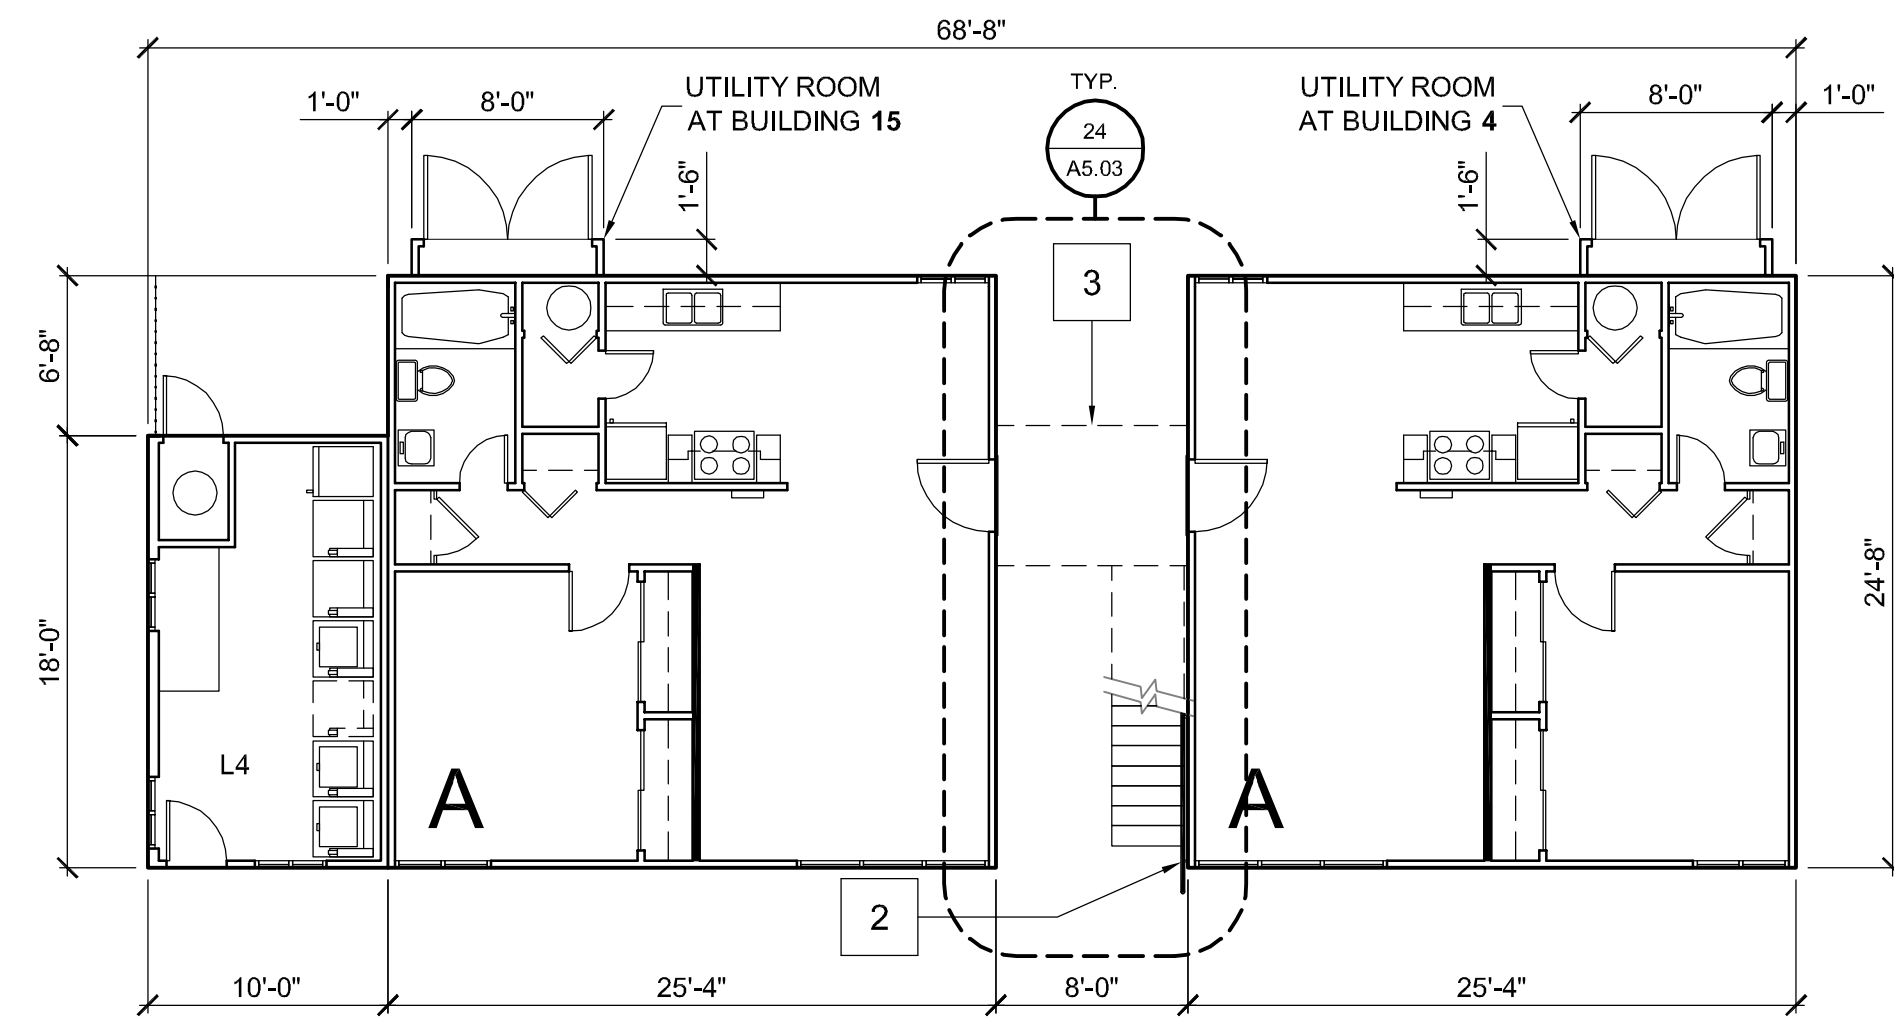 68'-8"
1'-0"
8'-0"
UTILITY ROOM
AT BUILDING 15
TYP.
24
A5.03
UTILITY ROOM
AT BUILDING 4
8'-0"
1'-0"
1'-6"
1'-6"
3
6'-8"
18'-0"
24'-8"
L4
A
A
2
10'-0"
25'-4"
8'-0"
25'-4"